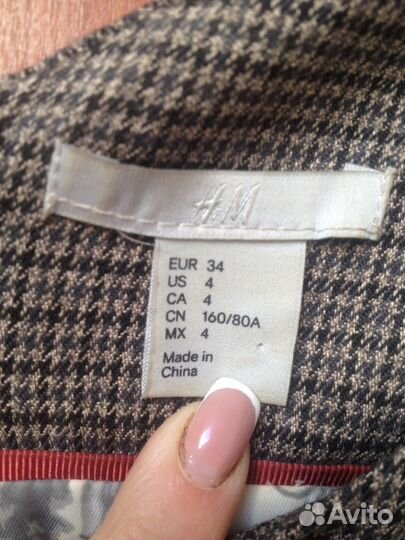 H&M
EUR 34
US 4
CA 4
CN 160/80A
MX 4
Made in
China
Avito